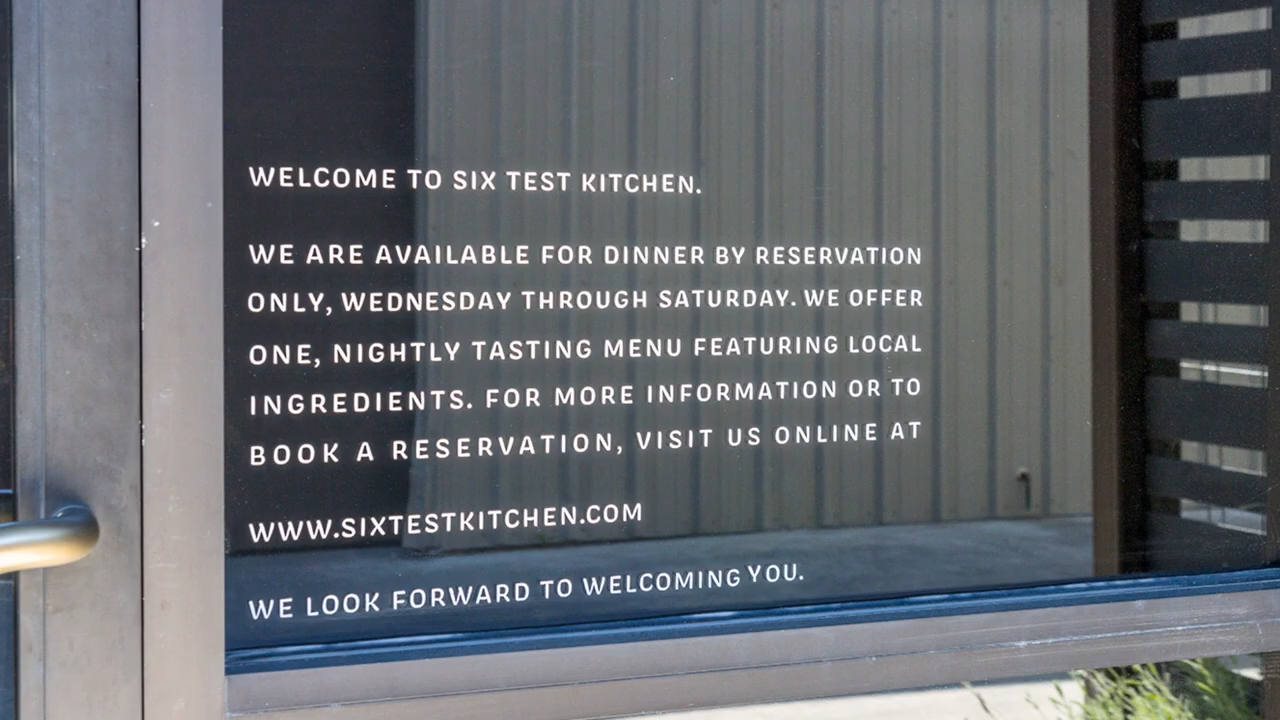 WELCOME TO SIX TEST KITCHEN.
WE ARE AVAILABLE FOR DINNER BY RESERVATION
ONLY, WEDNESDAY THROUGH SATURDAY. WE OFFER
ONE, NIGHTLY TASTING MENU FEATURING LOCAL
INGREDIENTS. FOR MORE INFORMATION OR TO
BOOK A RESERVATION, VISIT US ONLINE AT
WWW.SIXTESTKITCHEN.COM
WE LOOK FORWARD TO WELCOMING YOU.